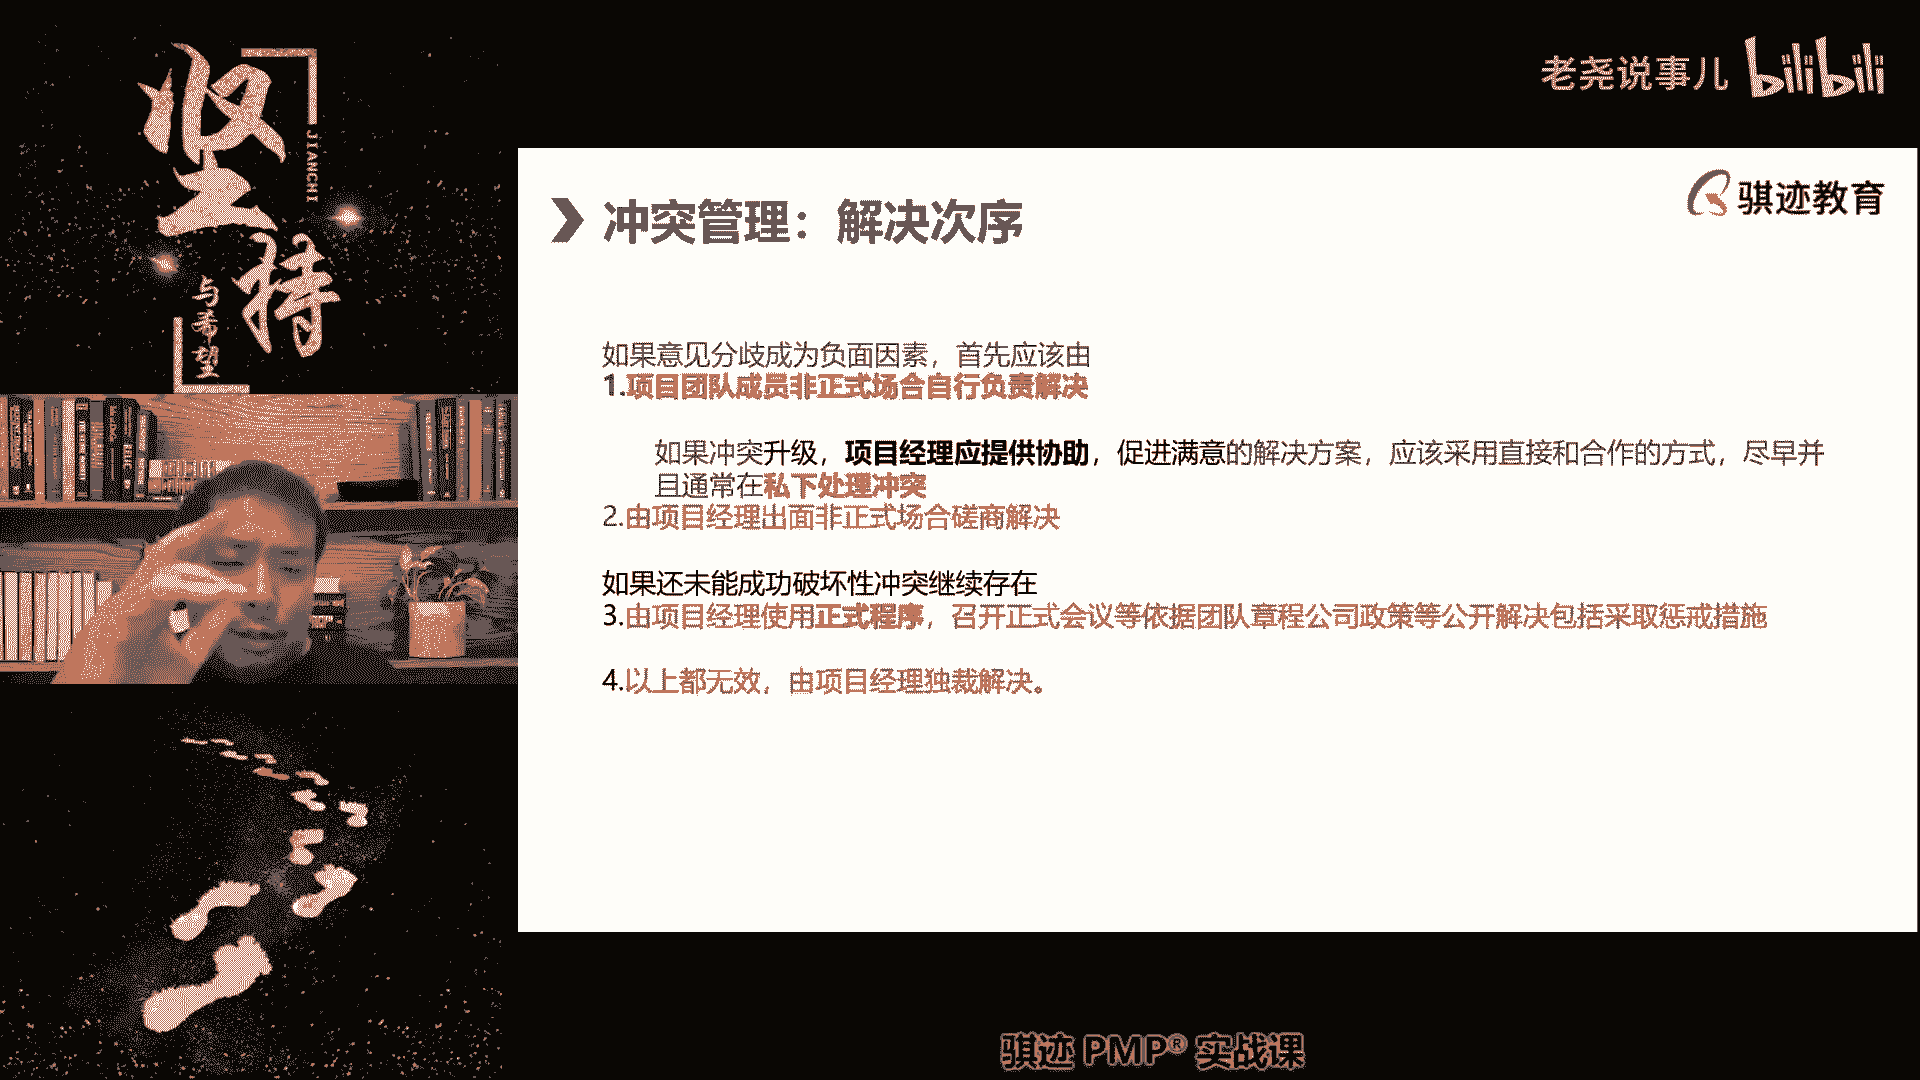 坚持
JIANCHI
与希望
老尧说事儿 bilibili
骐迹教育
冲突管理：解决次序
如果意见分歧成为负面因素，首先应该由
1.项目团队成员非正式场合自行负责解决
如果冲突升级，项目经理应提供协助，促进满意的解决方案，应该采用直接和合作的方式，尽早并
且通常在私下处理冲突
2.由项目经理出面非正式场合磋商解决
如果还未能成功破坏性冲突继续存在
3.由项目经理使用正式程序，召开正式会议等依据团队章程公司政策等公开解决包括采取惩戒措施
4.以上都无效，由项目经理独裁解决。
骐迹 PMP® 实战课